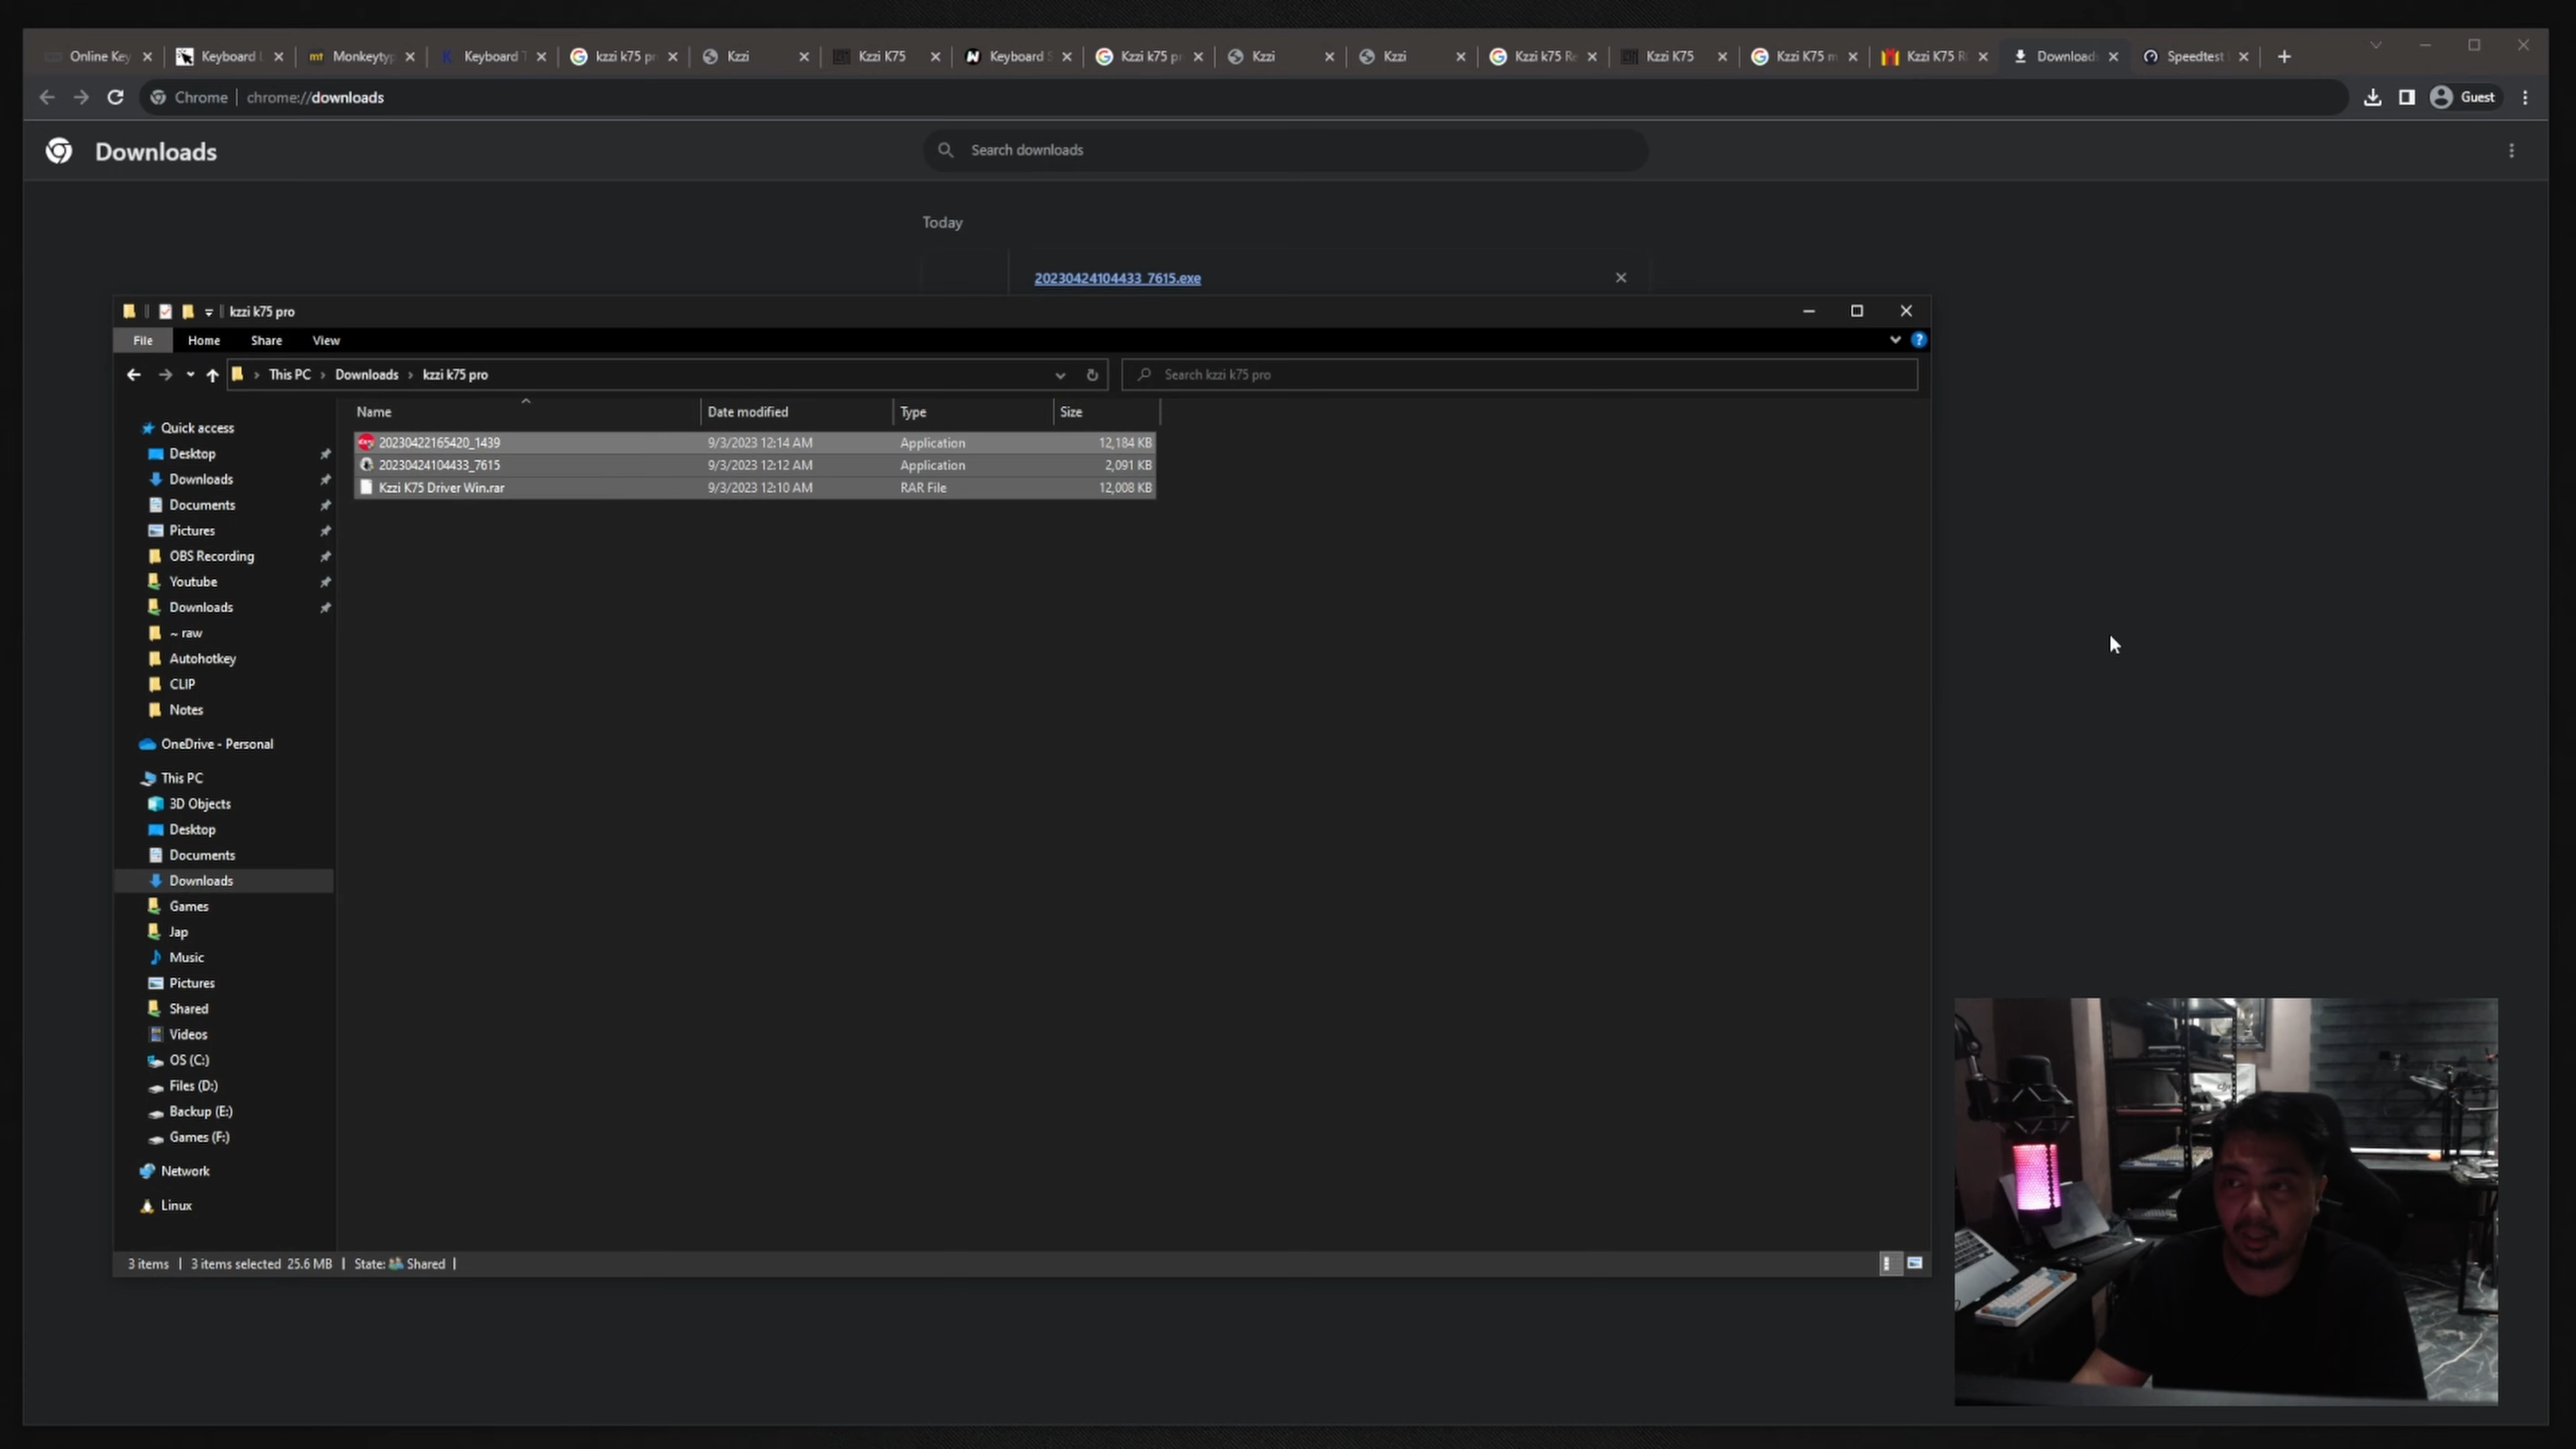 Online Key
Keyboard
Monkeytyp
Keyboard T
kzzi k75 pr
Kzzi
Kzzi K75
Keyboard S
Kzzi k75 pr
Kzzi
Kzzi
Kzzi k75 Re
Kzzi K75
Kzzi K75 m
Kzzi K75 R
Download
Speedtest
Chrome
chrome://downloads
Guest
Downloads
Search downloads
Today
20230424104433_7615.exe
kzzi k75 pro
File Home Share View
This PC > Downloads > kzzi k75 pro
Search kzzi k75 pro
Name Date modified Type Size
20230422165420_1439 9/3/2023 12:14 AM Application 12,184 KB
20230424104433_7615 9/3/2023 12:12 AM Application 2,091 KB
Kzzi K75 Driver Win.rar 9/3/2023 12:10 AM RAR File 12,008 KB
Quick access
Desktop
Downloads
Documents
Pictures
OBS Recording
Youtube
Downloads
~ raw
Autohotkey
CLIP
Notes
OneDrive - Personal
This PC
3D Objects
Desktop
Documents
Downloads
Games
Jap
Music
Pictures
Shared
Videos
OS (C:)
Files (D:)
Backup (E:)
Games (F:)
Network
Linux
3 items | 3 items selected 25.6 MB | State: Shared |